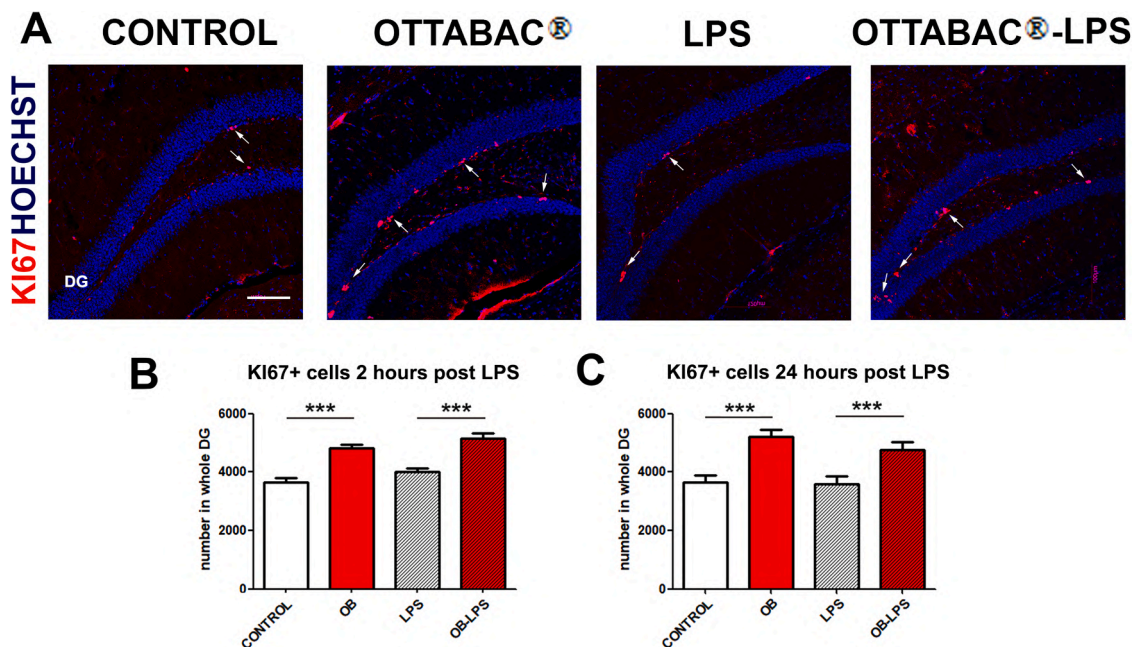 A
CONTROL
OTTABAC®
LPS
OTTABAC®-LPS
KI67HOECHST
DG
B
KI67+ cells 2 hours post LPS
number in whole DG
6000
4000
2000
0
***
***
CONTROL
OB
LPS
OB-LPS
C
KI67+ cells 24 hours post LPS
number in whole DG
6000
4000
2000
0
***
***
CONTROL
OB
LPS
OB-LPS